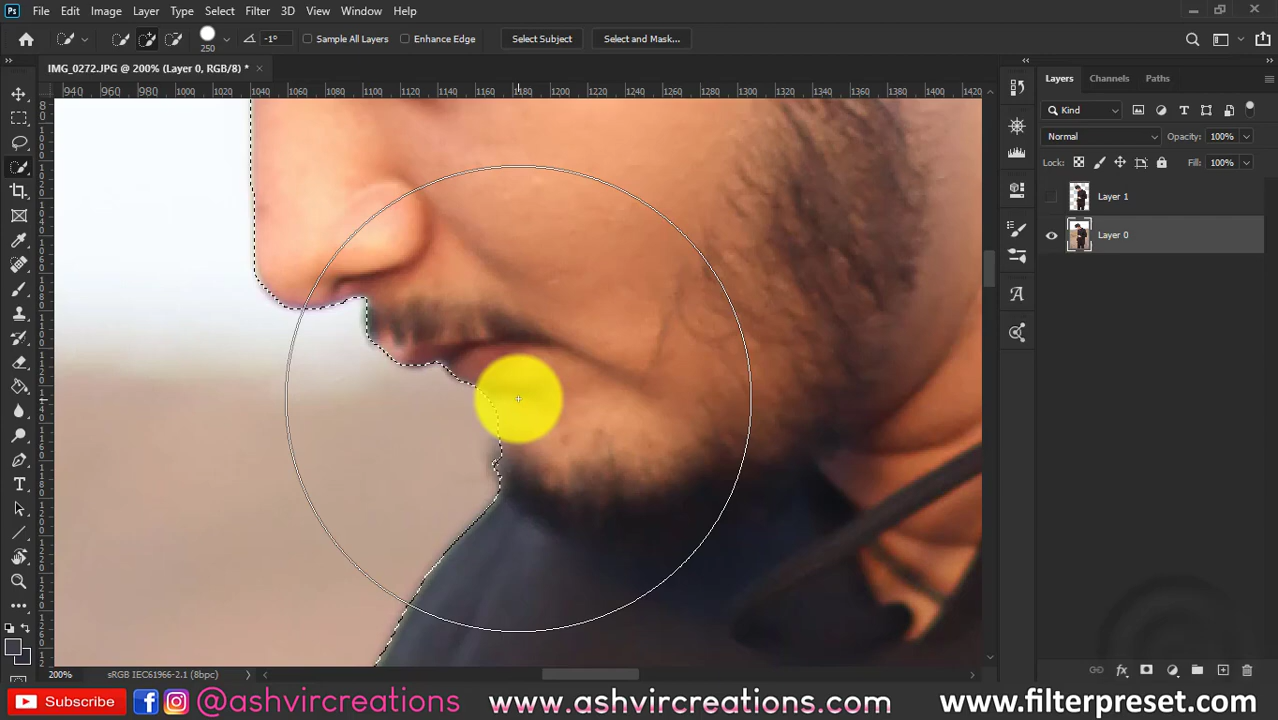 Ps File Edit Image Layer Type Select Filter 3D View Window Help
250 -1° Sample All Layers Enhance Edge Select Subject Select and Mask...
IMG_0272.JPG @ 200% (Layer 0, RGB/8) * ×
940 960 980 1000 1020 1040 1060 1080 1100 1120 1140 1160 1180 1200 1220 1240 1260 1280 1300 1320 1340 1360 1380 1400 1420
Layers Channels Paths
Kind
Normal Opacity: 100%
Lock: Fill: 100%
Layer 1
Layer 0
200% sRGB IEC61966-2.1 (8bpc)
Subscribe @ashvircreations www.ashvircreations.com www.filterpreset.com